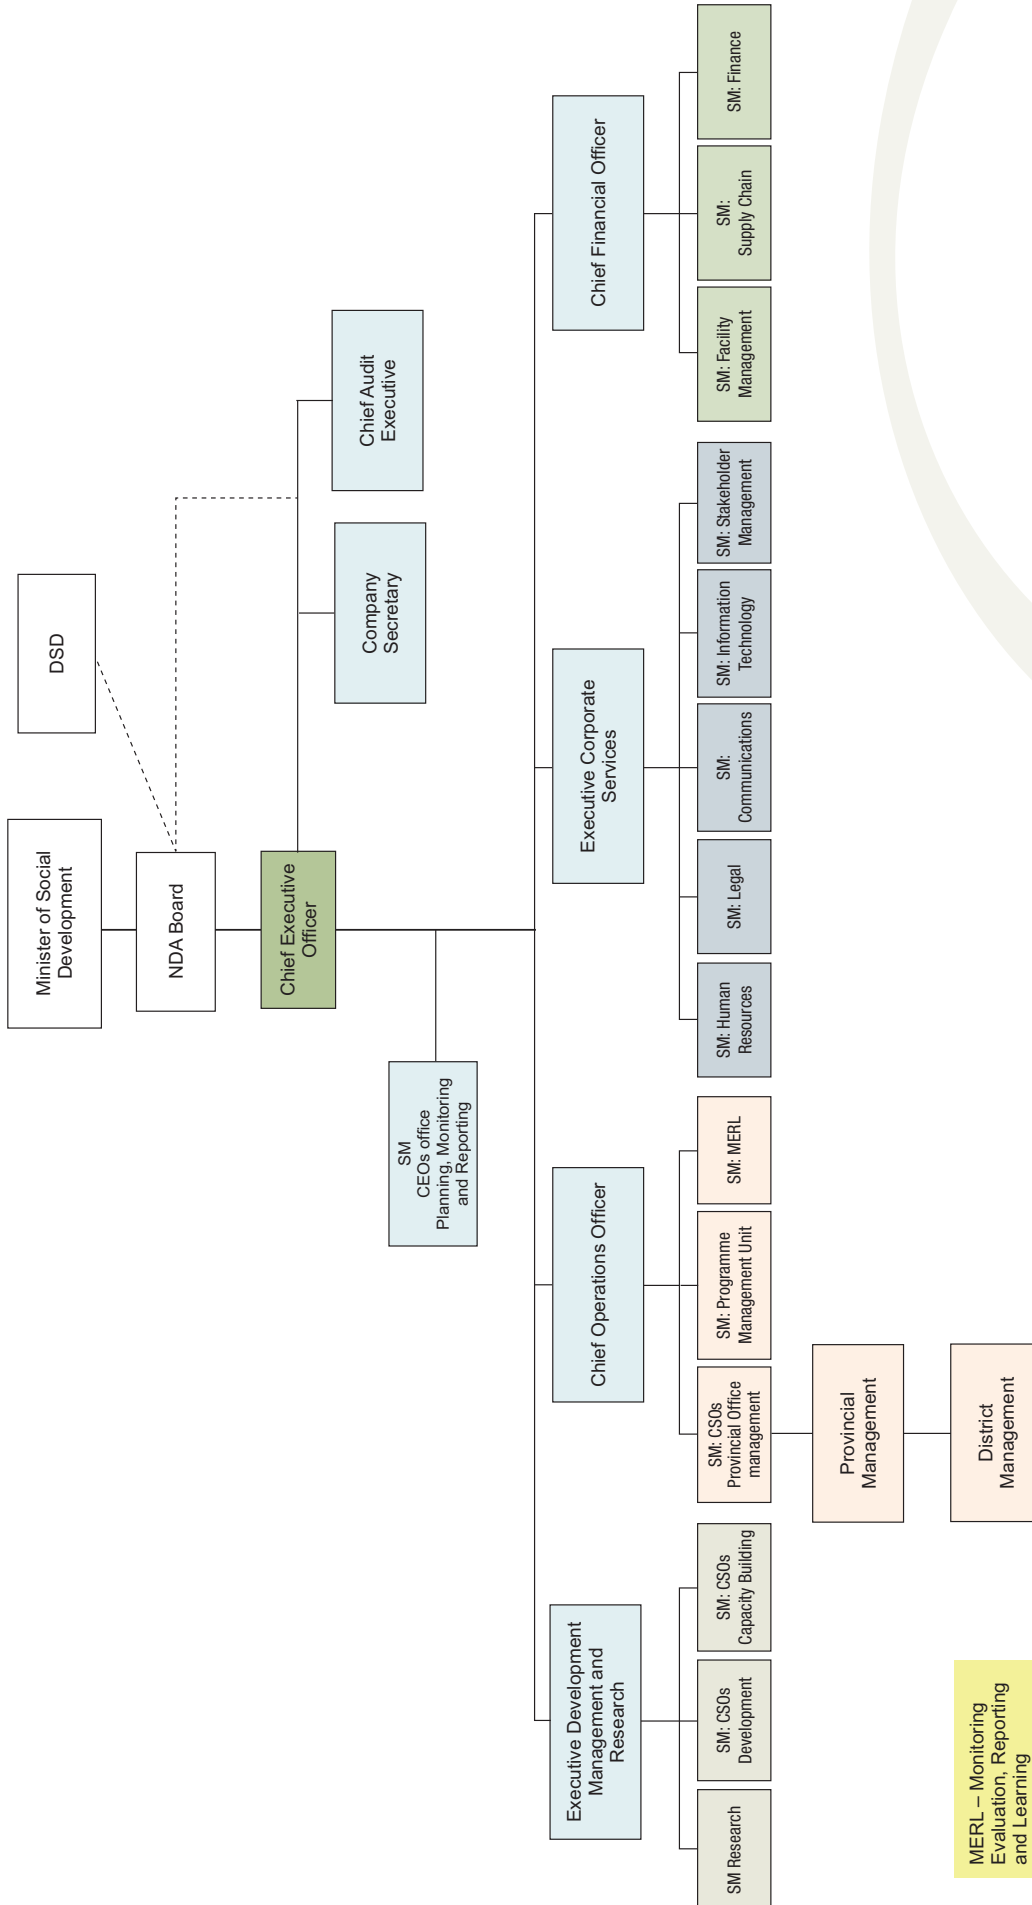 Minister of Social
Development
DSD
NDA Board
Chief Executive
Officer
Company
Secretary
Chief Audit
Executive
SM
CEOs office
Planning, Monitoring
and Reporting
Executive Development
Management and
Research
Chief Operations Officer
Executive Corporate
Services
Chief Financial Officer
SM Research
SM: CSOs
Development
SM: CSOs
Capacity Building
SM: CSOs
Provincial Office
management
SM: Programme
Management Unit
SM: MERL
SM: Human
Resources
SM: Legal
SM:
Communications
SM: Information
Technology
SM: Stakeholder
Management
SM: Facility
Management
SM:
Supply Chain
SM: Finance
Provincial
Management
District
Management
MERL – Monitoring
Evaluation, Reporting
and Learning